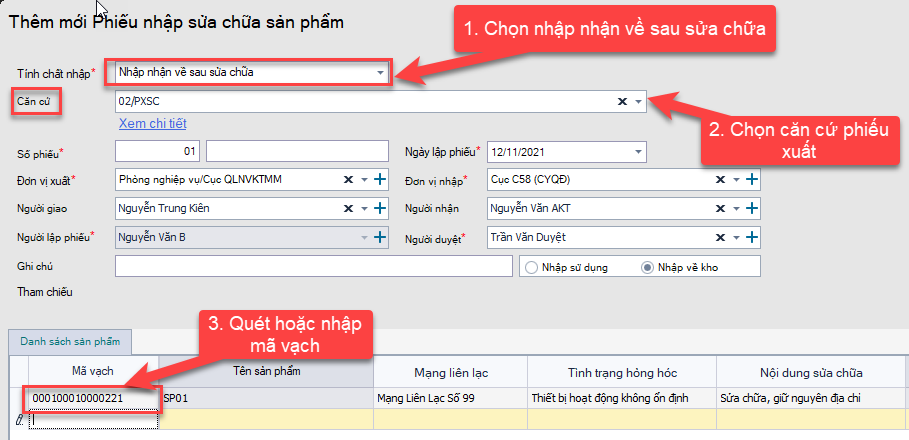 Thêm mới Phiếu nhập sửa chữa sản phẩm
1. Chọn nhập nhận về sau sửa chữa
Tính chất nhập* Nhập nhận về sau sửa chữa
Căn cứ 02/PXSC
Xem chi tiết
2. Chọn căn cứ phiếu
xuất
Số phiếu* 01 Ngày lập phiếu* 12/11/2021
Đơn vị xuất* Phòng nghiệp vụ/Cục QLNVKTMM Đơn vị nhập* Cục C58 (CYQĐ)
Người giao Nguyễn Trung Kiên Người nhận Nguyễn Văn AKT
Người lập phiếu* Nguyễn Văn B Người duyệt* Trần Văn Duyệt
Ghi chú Nhập sử dụng Nhập về kho
Tham chiếu
3. Quét hoặc nhập
mã vạch
Danh sách sản phẩm
Mã vạch Tên sản phẩm Mạng liên lạc Tình trạng hỏng hóc Nội dung sửa chữa
000100010000221 SP01 Mạng Liên Lạc Số 99 Thiết bị hoạt động không ổn định Sửa chữa, giữ nguyên địa chỉ